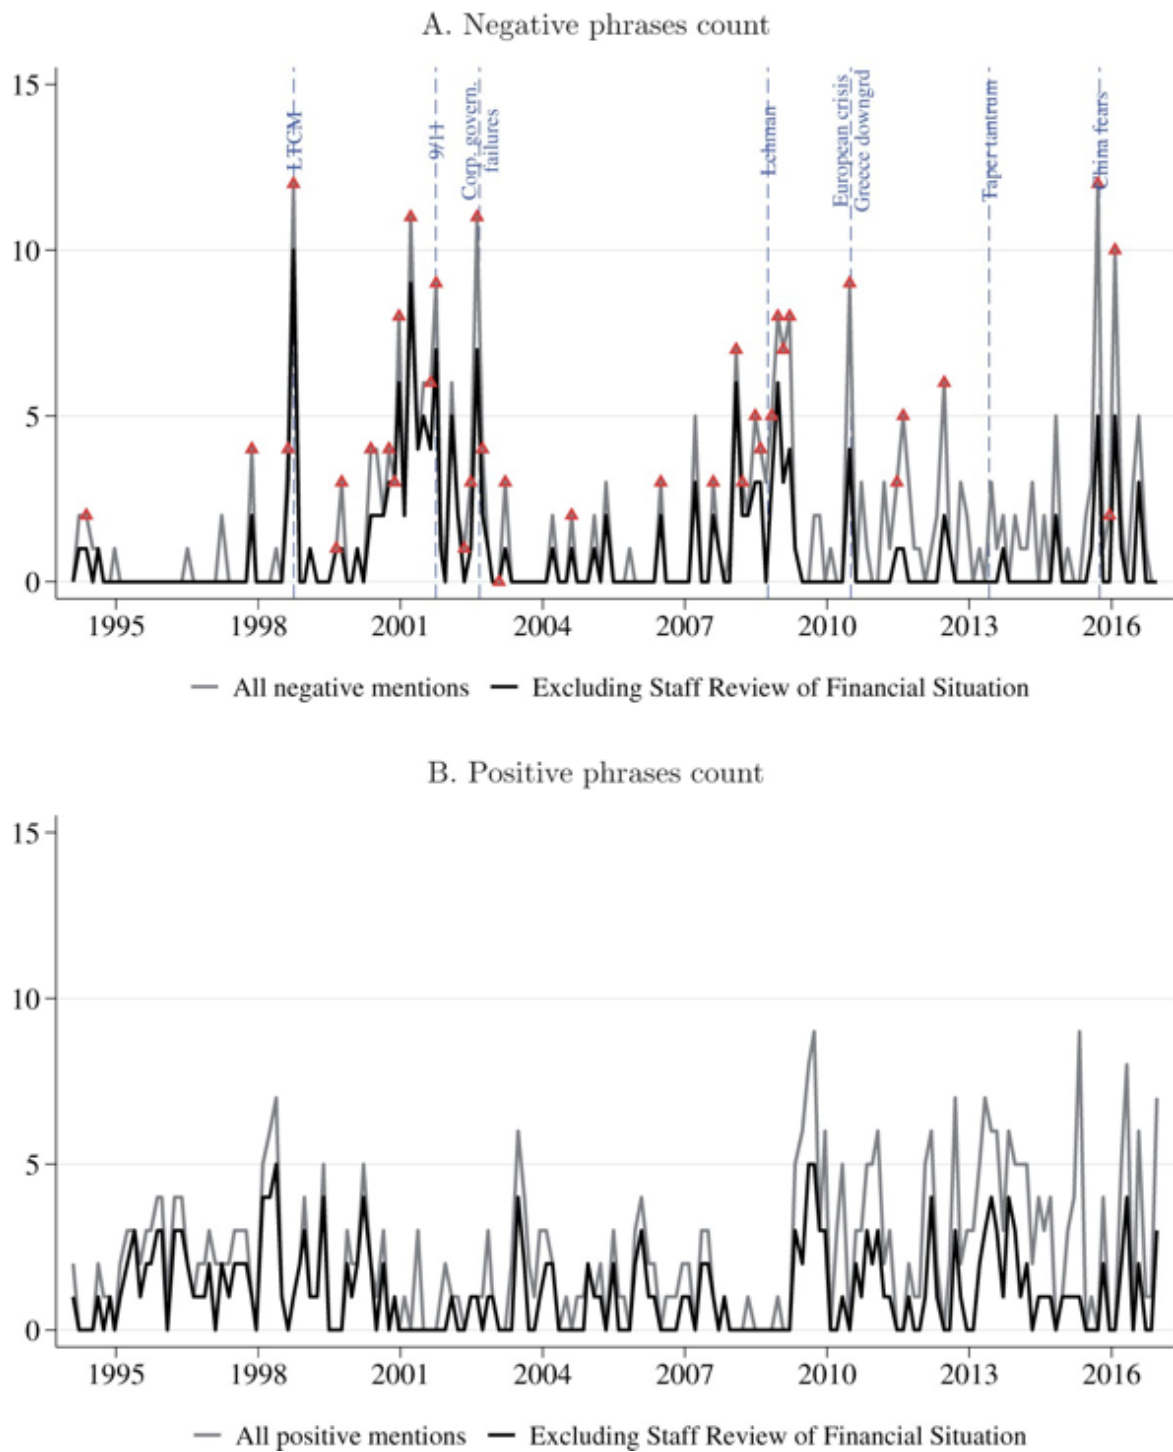 A. Negative phrases count
15
10
5
0
LTCM
9/11
Corp. govern.
failures
Lehman
European crisis
Greece downgrd
Taper tantrum
China fears
1995 1998 2001 2004 2007 2010 2013 2016
All negative mentions Excluding Staff Review of Financial Situation
B. Positive phrases count
15
10
5
0
1995 1998 2001 2004 2007 2010 2013 2016
All positive mentions Excluding Staff Review of Financial Situation